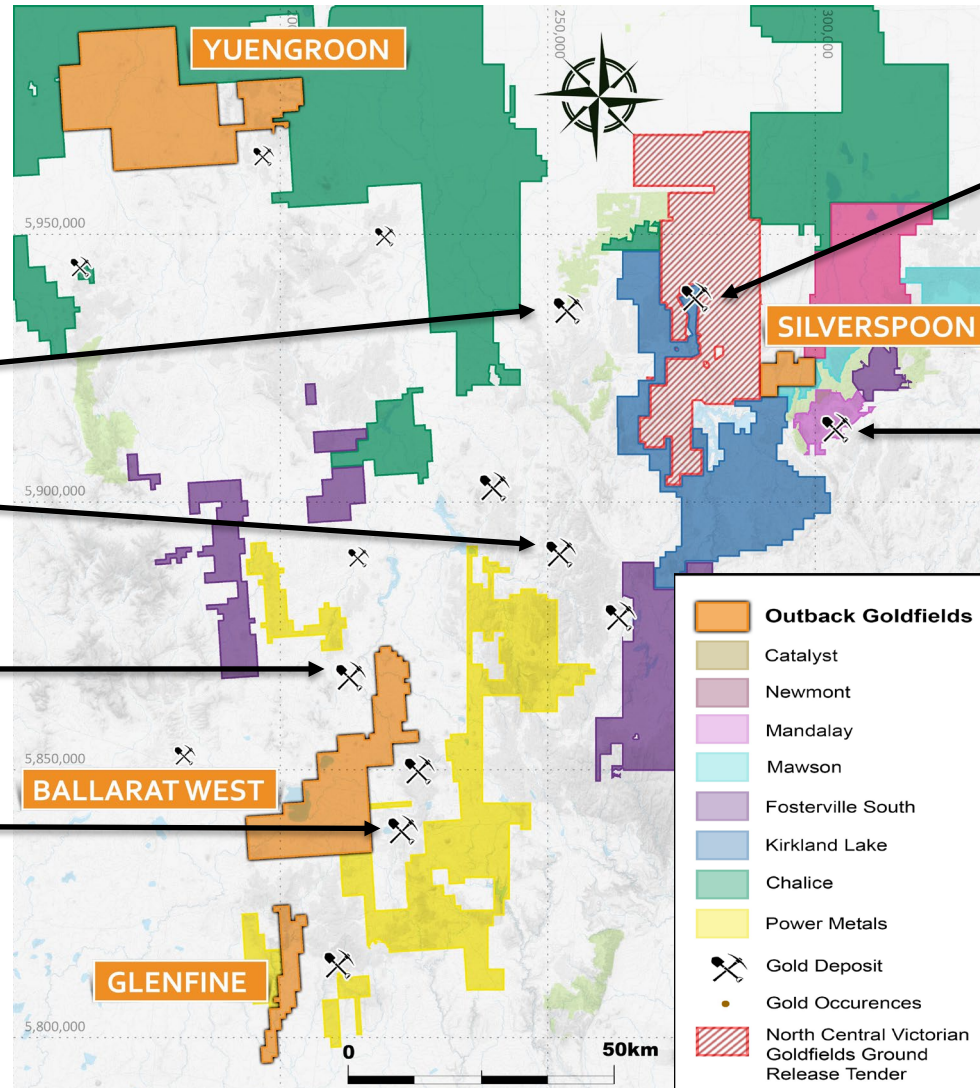 YUENGROON
250,000
300,000
5,950,000
SILVERSPOON
5,900,000
5,850,000
BALLARAT WEST
GLENFINE
5,800,000
0
50km
Outback Goldfields
Catalyst
Newmont
Mandalay
Mawson
Fosterville South
Kirkland Lake
Chalice
Power Metals
Gold Deposit
Gold Occurences
North Central Victorian
Goldfields Ground
Release Tender